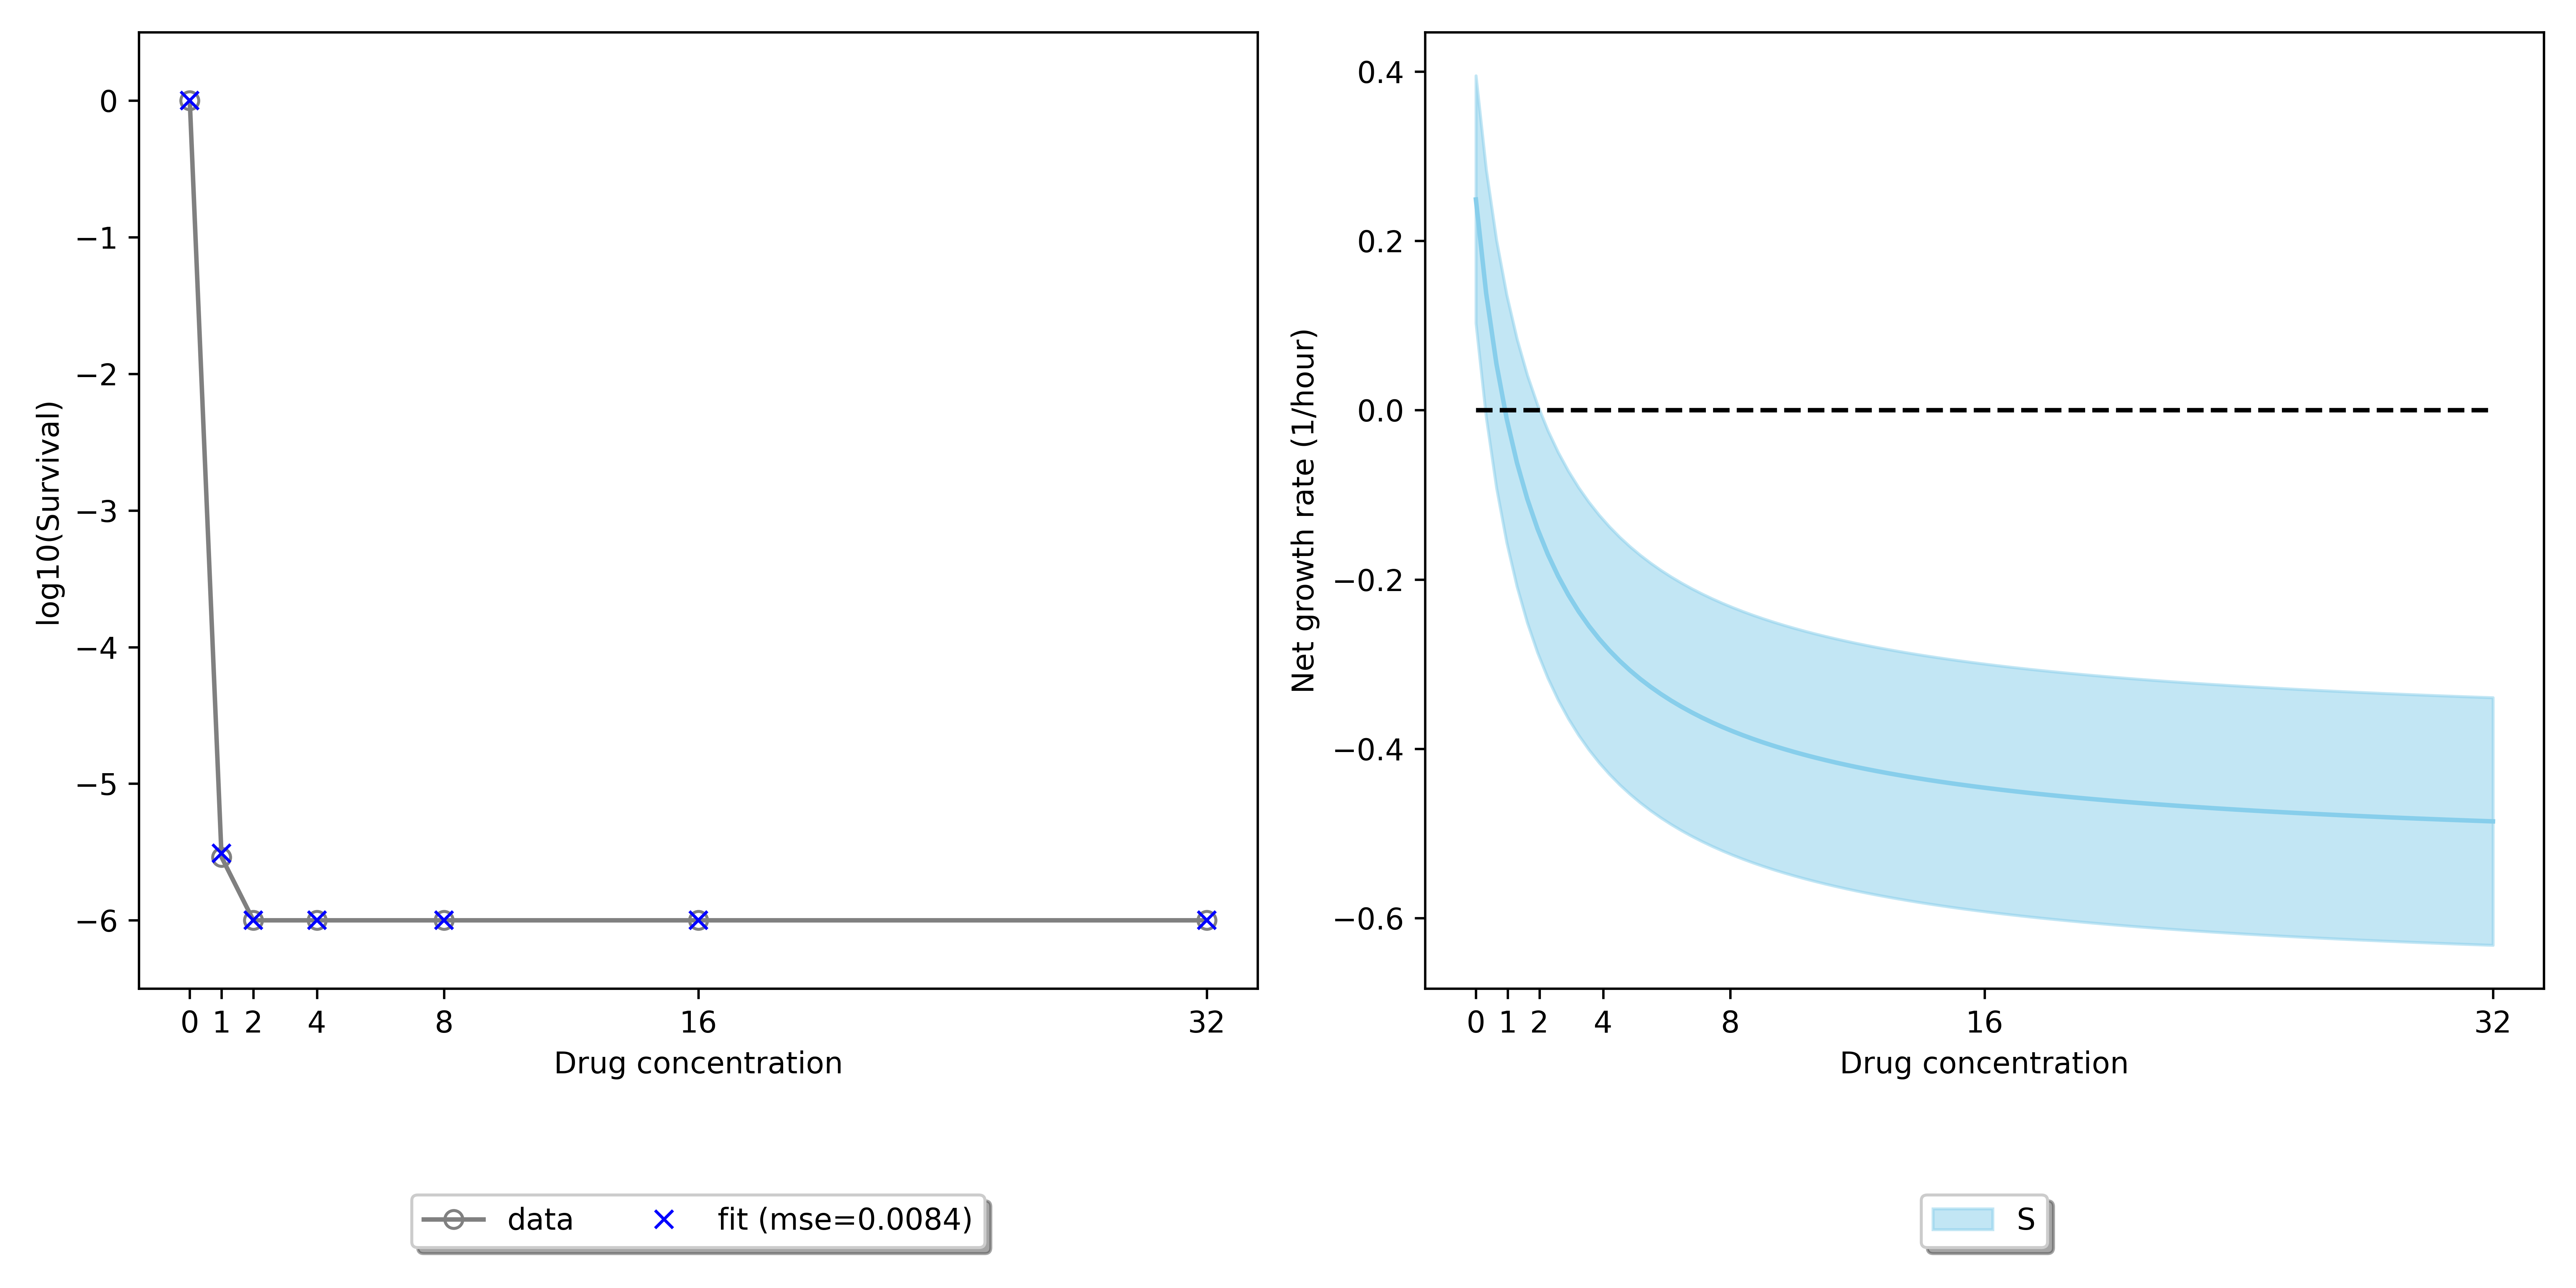 0
−1
−2
−3
−4
−5
−6
log10(Survival)
0 1 2 4 8 16 32
Drug concentration
data fit (mse=0.0084)
0.4
0.2
0.0
−0.2
−0.4
−0.6
Net growth rate (1/hour)
0 1 2 4 8 16 32
Drug concentration
S